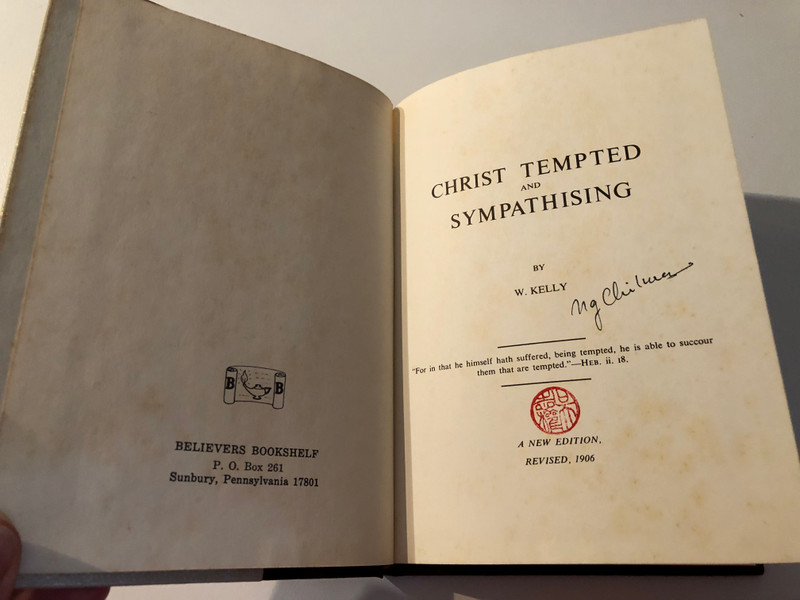 B B
BELIEVERS BOOKSHELF
P. O. Box 261
Sunbury, Pennsylvania 17801
CHRIST TEMPTED
AND
SYMPATHISING
BY
W. KELLY
"For in that he himself hath suffered, being tempted, he is able to succour
them that are tempted."—HEB. ii. 18.
A NEW EDITION,
REVISED, 1906